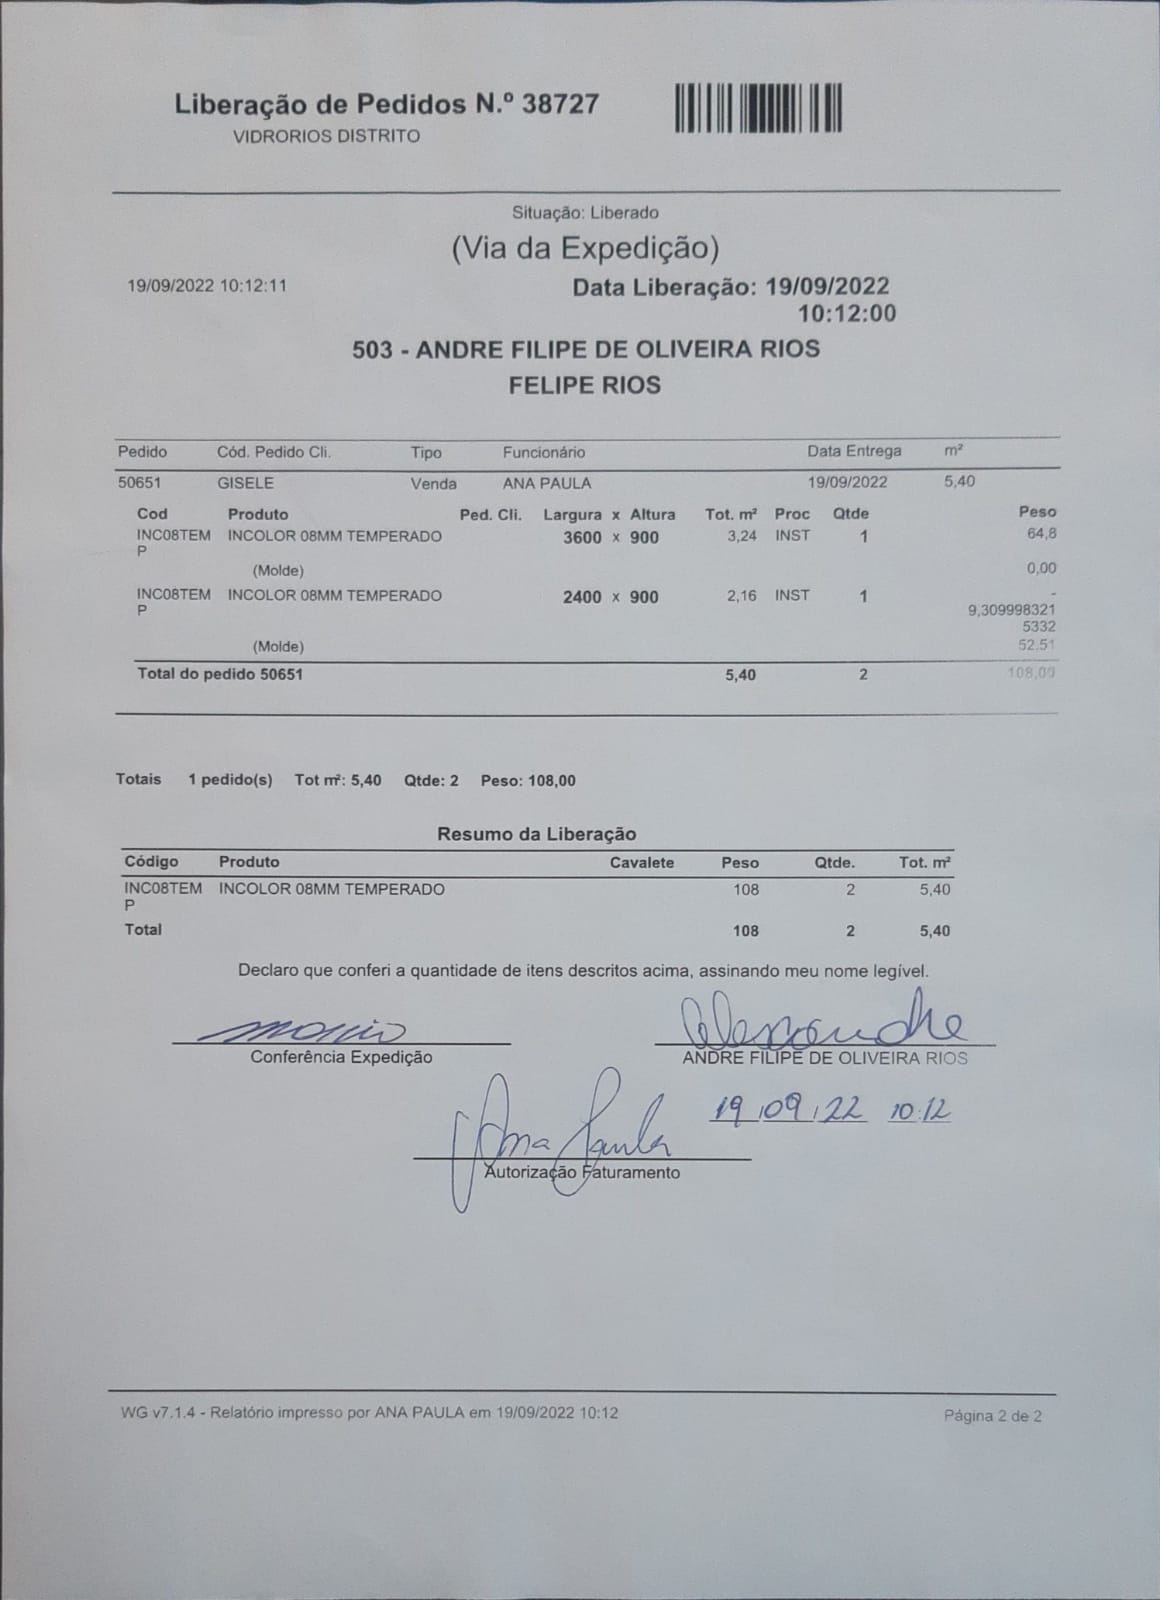 Liberação de Pedidos N.º 38727
VIDRORIOS DISTRITO
Situação: Liberado
(Via da Expedição)
19/09/2022 10:12:11 Data Liberação: 19/09/2022
10:12:00
503 - ANDRE FILIPE DE OLIVEIRA RIOS
FELIPE RIOS
Pedido Cód. Pedido Cli. Tipo Funcionário Data Entrega m²
50651 GISELE Venda ANA PAULA 19/09/2022 5,40
Cod Produto Ped. Cli. Largura x Altura Tot. m² Proc Qtde Peso
INC08TEM INCOLOR 08MM TEMPERADO 3600 x 900 3,24 INST 1 64,8
P
(Molde) 0,00
INC08TEM INCOLOR 08MM TEMPERADO 2400 x 900 2,16 INST 1 -
P 9,309998321
5332
(Molde) 52,51
Total do pedido 50651 5,40 2 108,00
Totais 1 pedido(s) Tot m²: 5,40 Qtde: 2 Peso: 108,00
Resumo da Liberação
Código Produto Cavalete Peso Qtde. Tot. m²
INC08TEM INCOLOR 08MM TEMPERADO 108 2 5,40
P
Total 108 2 5,40
Declaro que conferi a quantidade de itens descritos acima, assinando meu nome legível.
Alexandre
Conferência Expedição ANDRE FILIPE DE OLIVEIRA RIOS
19/09/22 10:12
Ana Paula
Autorização Faturamento
WG v7.1.4 - Relatório impresso por ANA PAULA em 19/09/2022 10:12 Página 2 de 2